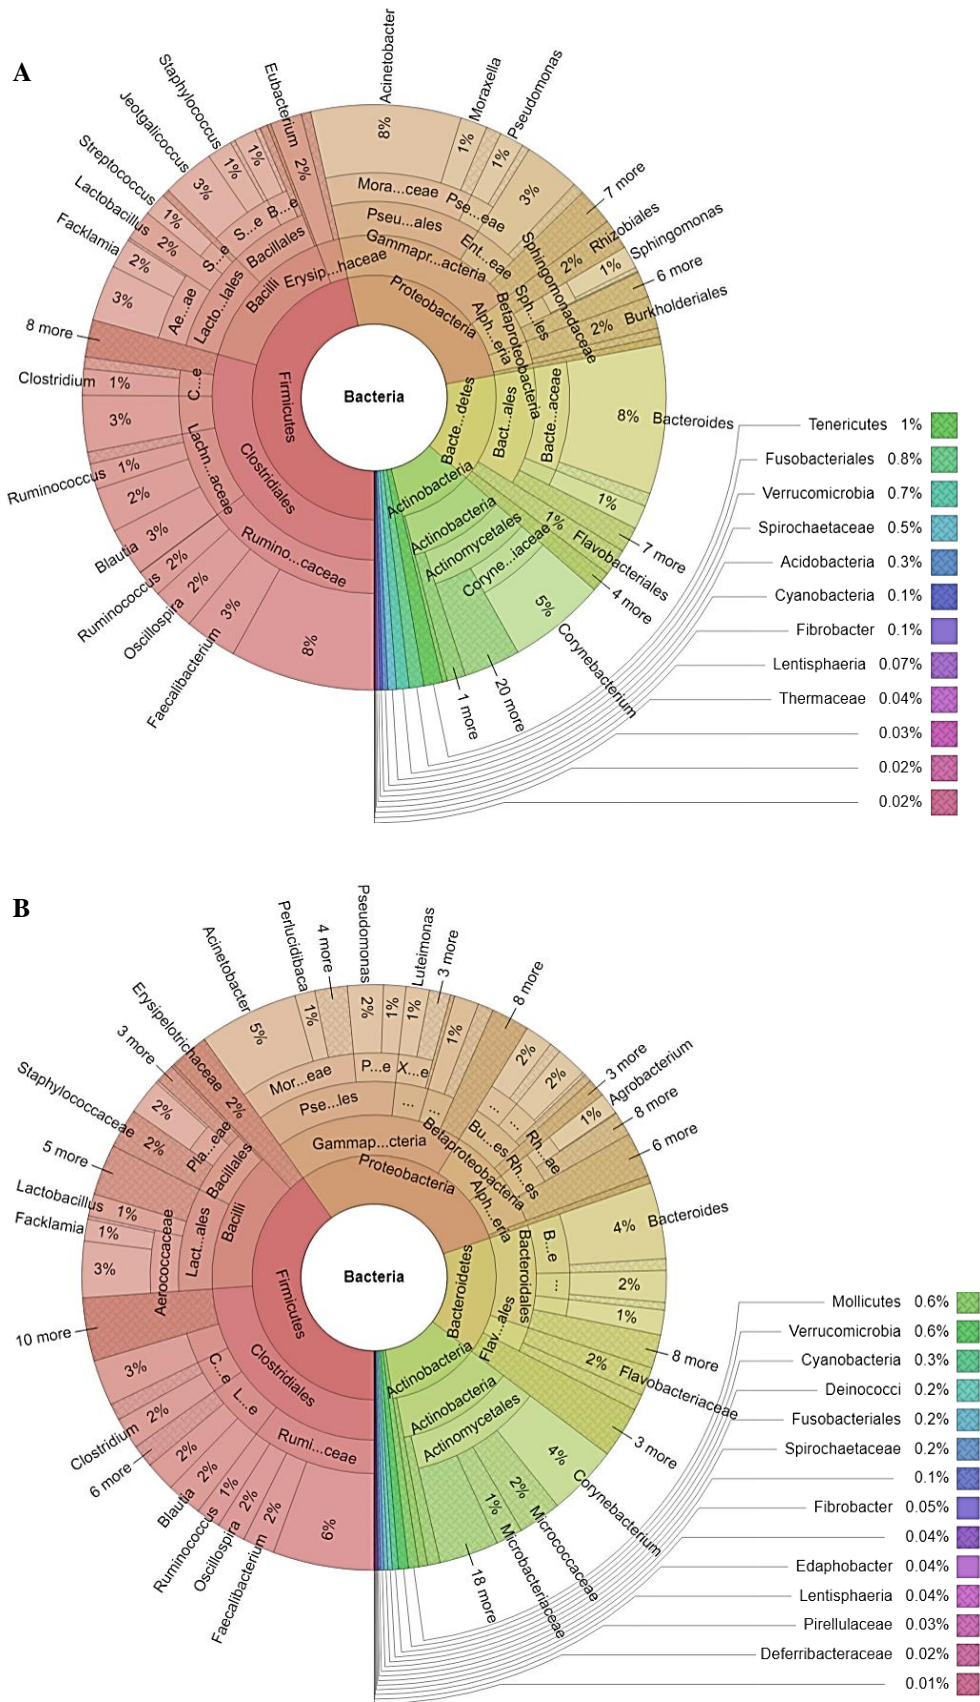 A
Acinetobacter
Moraxella
Pseudomonas
Eubacterium
Staphylococcus
Jeotgalicoccus
Streptococcus
Lactobacillus
Facklamia
8 more
Clostridium
Ruminococcus
Blautia
Ruminococcus
Oscillospira
Faecalibacterium
7 more
Rhizobiales
Sphingomonas
6 more
Burkholderiales
Bacteroides
7 more
Flavobacteriales
4 more
Corynebacterium
20 more
1 more
8%
1%
1%
3%
2%
1%
2%
8%
1%
1%
5%
8%
3%
2%
2%
3%
2%
1%
3%
1%
3%
2%
2%
1%
3%
1%
1%
2%
Mora...ceae
Pse...eae
Pseu...ales
Ent...eae
Gammapr...acteria
Sphingomonadaceae
Sph...les
Betaproteobacteria
Alph...eria
Proteobacteria
Erysip...haceae
B...e
S...e
Bacillales
S...e
Bacilli
Lacto...lales
Ae...ae
C...e
Firmicutes
Clostridiales
Lachn...aceae
Rumino...caceae
Bacteria
Bacte...detes
Bact...ales
Bacte...aceae
Actinobacteria
Actinobacteria
Actinomycetales
Coryne...iaceae
Tenericutes 1%
Fusobacteriales 0.8%
Verrucomicrobia 0.7%
Spirochaetaceae 0.5%
Acidobacteria 0.3%
Cyanobacteria 0.1%
Fibrobacter 0.1%
Lentisphaeria 0.07%
Thermaceae 0.04%
0.03%
0.02%
0.02%
B
Pseudomonas
Perlucidibaca
4 more
Luteimonas
3 more
Acinetobacter
8 more
Erysipelotrichaceae
3 more
Staphylococcaceae
5 more
Lactobacillus
Facklamia
10 more
Clostridium
6 more
Blautia
Ruminococcus
Oscillospira
Faecalibacterium
3 more
Agrobacterium
8 more
6 more
Bacteroides
8 more
Flavobacteriaceae
3 more
Corynebacterium
Micrococcaceae
Microbacteriaceae
18 more
5%
1%
2%
1%
1%
1%
2%
2%
1%
4%
2%
1%
2%
4%
2%
1%
6%
2%
2%
1%
2%
2%
2%
3%
3%
1%
1%
2%
2%
2%
Mor...eae
P...e
X...e
Pse...les
...
...
...
Gammap...cteria
Bu...es
Rh...ae
Rh...es
Betaproteobacteria
Alph...eria
Proteobacteria
Pla...eae
Bacillales
Bacilli
Lact...ales
Aerococcaceae
Firmicutes
Clostridiales
C...e
L...e
Rumi...ceae
Bacteria
Bacteroidetes
Bacteroidales
B...e
...
Flav...ales
Actinobacteria
Actinobacteria
Actinomycetales
Mollicutes 0.6%
Verrucomicrobia 0.6%
Cyanobacteria 0.3%
Deinococci 0.2%
Fusobacteriales 0.2%
Spirochaetaceae 0.2%
0.1%
Fibrobacter 0.05%
0.04%
Edaphobacter 0.04%
Lentisphaeria 0.04%
Pirellulaceae 0.03%
Deferribacteraceae 0.02%
0.01%